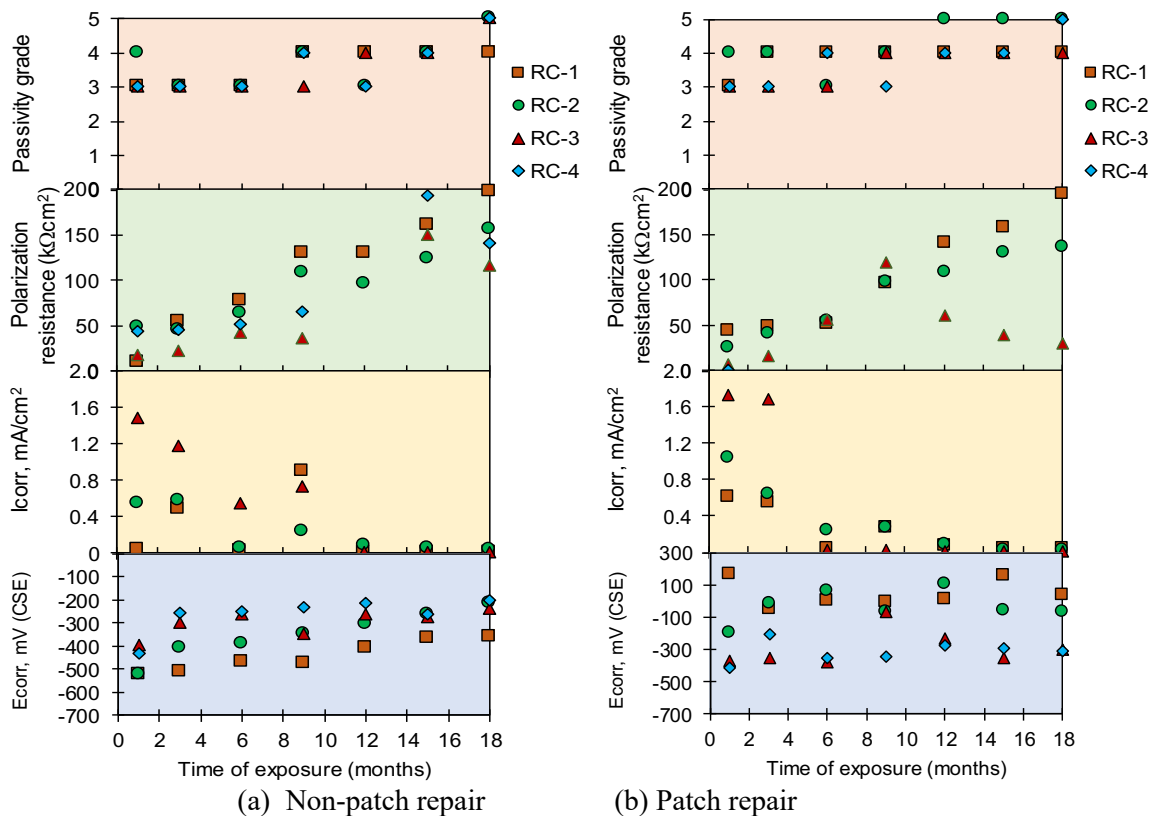 Passivity grade
5
4
3
2
1
0
RC-1
RC-2
RC-3
RC-4
Polarization
resistance (kΩcm²)
200
150
100
50
0
Icorr, mA/cm²
2.0
1.6
1.2
0.8
0.4
0
Ecorr, mV (CSE)
-100
-200
-300
-400
-500
-600
-700
0 2 4 6 8 10 12 14 16 18
Time of exposure (months)
(a) Non-patch repair
Passivity grade
5
4
3
2
1
0
RC-1
RC-2
RC-3
RC-4
Polarization
resistance (kΩcm²)
200
150
100
50
0
Icorr, mA/cm²
2.0
1.6
1.2
0.8
0.4
Ecorr, mV (CSE)
300
100
-100
-300
-500
-700
0 2 4 6 8 10 12 14 16 18
Time of exposure (months)
(b) Patch repair